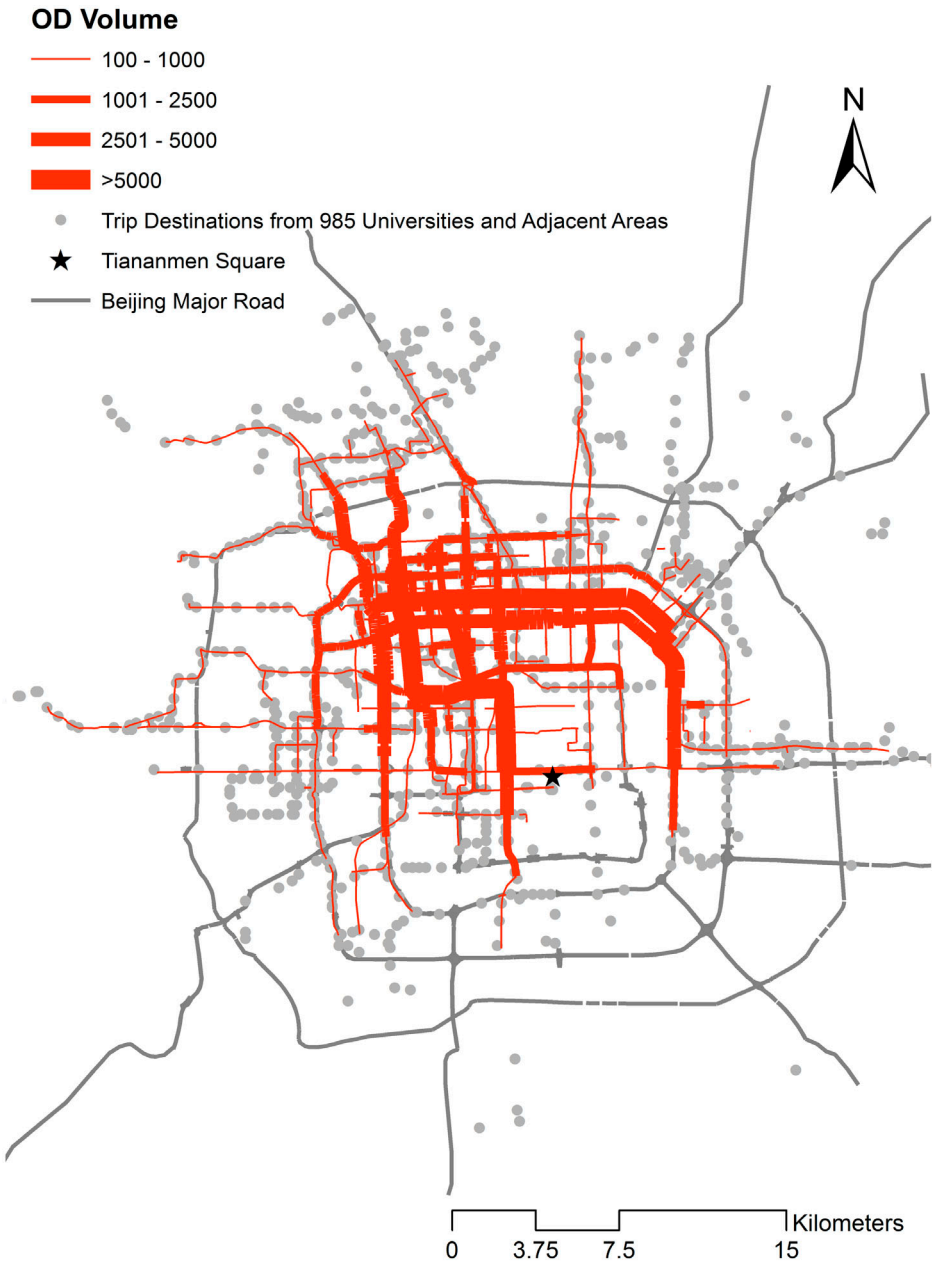 OD Volume
100 - 1000
1001 - 2500
2501 - 5000
>5000
Trip Destinations from 985 Universities and Adjacent Areas
Tiananmen Square
Beijing Major Road
N
Kilometers
0 3.75 7.5 15